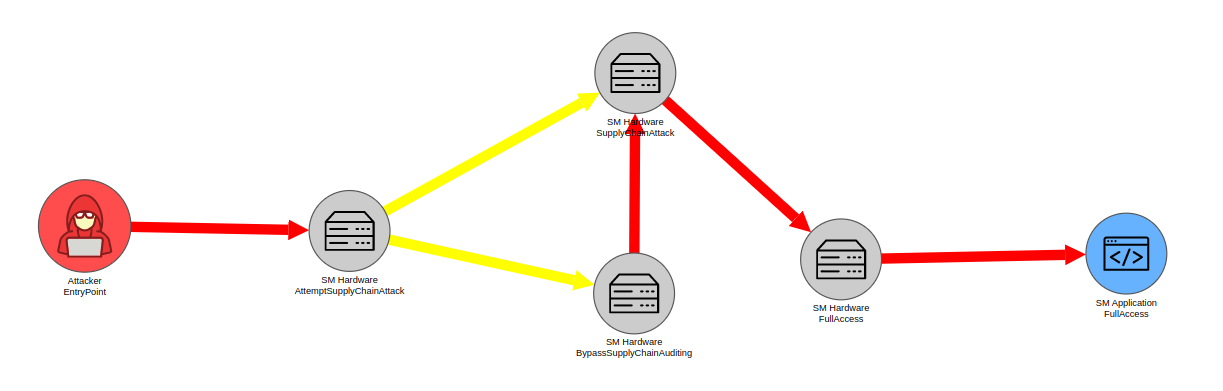 SM Hardware
SupplyChainAttack
Attacker
EntryPoint
SM Hardware
AttemptSupplyChainAttack
SM Hardware
BypassSupplyChainAuditing
SM Hardware
FullAccess
SM Application
FullAccess